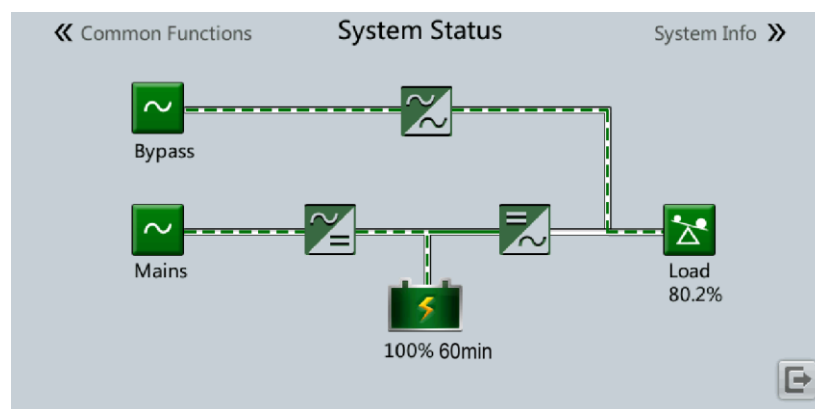 Common Functions
System Status
System Info
Bypass
Mains
Load
80.2%
100% 60min